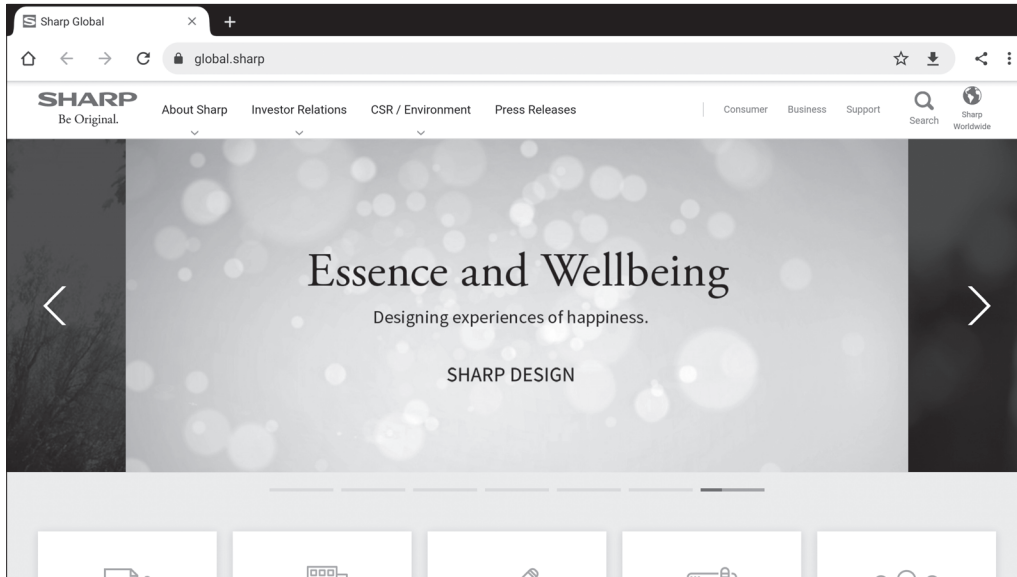 Sharp Global
global.sharp
SHARP
Be Original.
About Sharp
Investor Relations
CSR / Environment
Press Releases
Consumer
Business
Support
Search
Sharp
Worldwide
Essence and Wellbeing
Designing experiences of happiness.
SHARP DESIGN